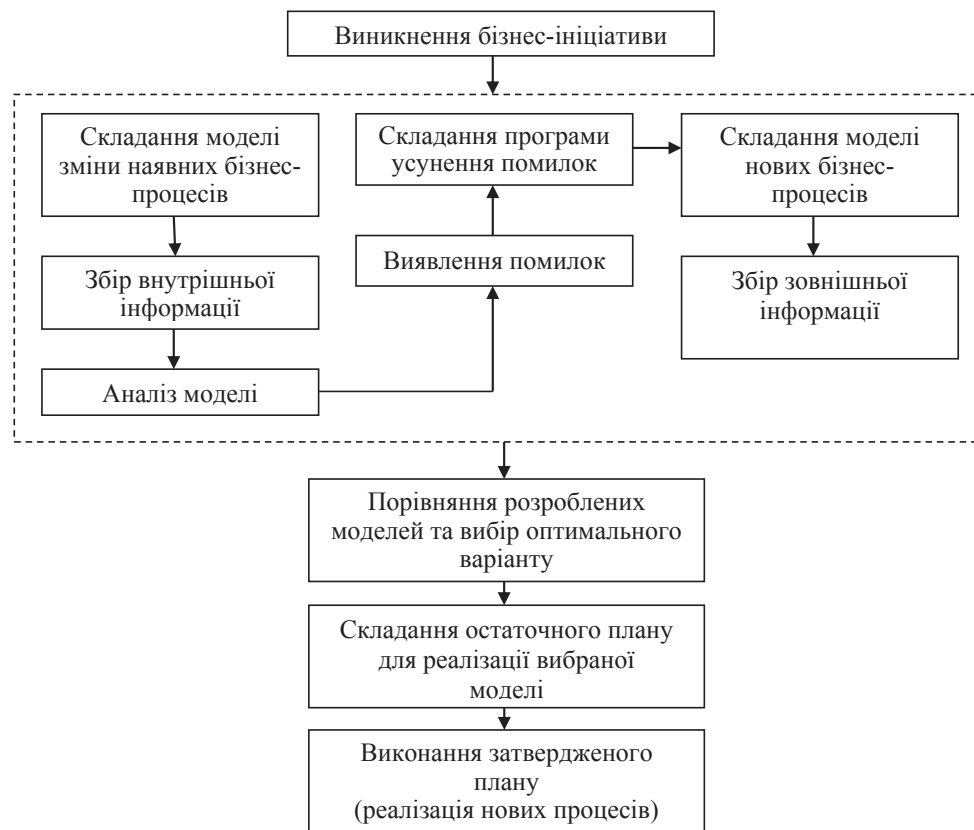 Виникнення бізнес-ініціативи
Складання моделі
зміни наявних бізнес-
процесів
Збір внутрішньої
інформації
Аналіз моделі
Складання програми
усунення помилок
Виявлення помилок
Складання моделі
нових бізнес-
процесів
Збір зовнішньої
інформації
Порівняння розроблених
моделей та вибір оптимального
варіанту
Складання остаточного плану
для реалізації вибраної
моделі
Виконання затвердженого
плану
(реалізація нових процесів)